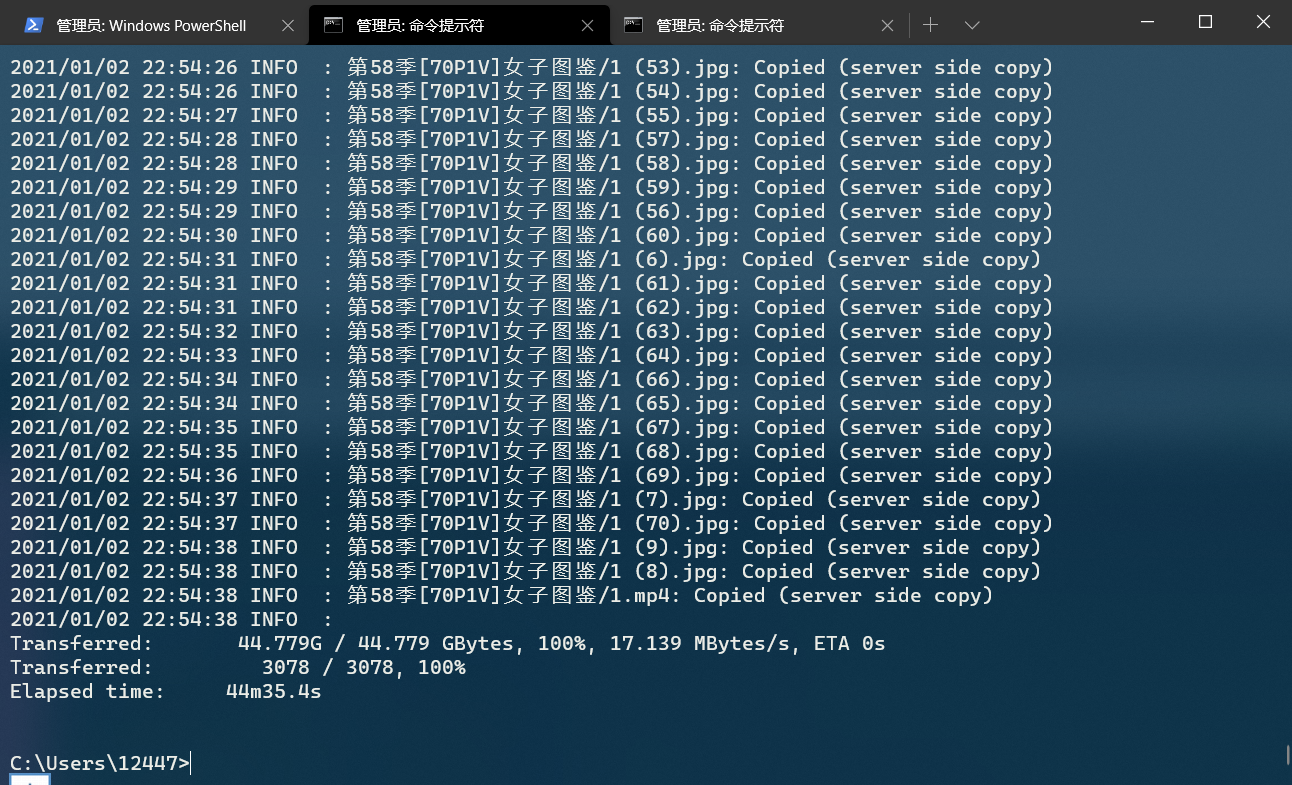 管理员: Windows PowerShell
管理员: 命令提示符
管理员: 命令提示符
2021/01/02 22:54:26 INFO  : 第58季[70P1V]女子图鉴/1 (53).jpg: Copied (server side copy)
2021/01/02 22:54:26 INFO  : 第58季[70P1V]女子图鉴/1 (54).jpg: Copied (server side copy)
2021/01/02 22:54:27 INFO  : 第58季[70P1V]女子图鉴/1 (55).jpg: Copied (server side copy)
2021/01/02 22:54:28 INFO  : 第58季[70P1V]女子图鉴/1 (57).jpg: Copied (server side copy)
2021/01/02 22:54:28 INFO  : 第58季[70P1V]女子图鉴/1 (58).jpg: Copied (server side copy)
2021/01/02 22:54:29 INFO  : 第58季[70P1V]女子图鉴/1 (59).jpg: Copied (server side copy)
2021/01/02 22:54:29 INFO  : 第58季[70P1V]女子图鉴/1 (56).jpg: Copied (server side copy)
2021/01/02 22:54:30 INFO  : 第58季[70P1V]女子图鉴/1 (60).jpg: Copied (server side copy)
2021/01/02 22:54:31 INFO  : 第58季[70P1V]女子图鉴/1 (6).jpg: Copied (server side copy)
2021/01/02 22:54:31 INFO  : 第58季[70P1V]女子图鉴/1 (61).jpg: Copied (server side copy)
2021/01/02 22:54:31 INFO  : 第58季[70P1V]女子图鉴/1 (62).jpg: Copied (server side copy)
2021/01/02 22:54:32 INFO  : 第58季[70P1V]女子图鉴/1 (63).jpg: Copied (server side copy)
2021/01/02 22:54:33 INFO  : 第58季[70P1V]女子图鉴/1 (64).jpg: Copied (server side copy)
2021/01/02 22:54:34 INFO  : 第58季[70P1V]女子图鉴/1 (66).jpg: Copied (server side copy)
2021/01/02 22:54:34 INFO  : 第58季[70P1V]女子图鉴/1 (65).jpg: Copied (server side copy)
2021/01/02 22:54:35 INFO  : 第58季[70P1V]女子图鉴/1 (67).jpg: Copied (server side copy)
2021/01/02 22:54:35 INFO  : 第58季[70P1V]女子图鉴/1 (68).jpg: Copied (server side copy)
2021/01/02 22:54:36 INFO  : 第58季[70P1V]女子图鉴/1 (69).jpg: Copied (server side copy)
2021/01/02 22:54:37 INFO  : 第58季[70P1V]女子图鉴/1 (7).jpg: Copied (server side copy)
2021/01/02 22:54:37 INFO  : 第58季[70P1V]女子图鉴/1 (70).jpg: Copied (server side copy)
2021/01/02 22:54:38 INFO  : 第58季[70P1V]女子图鉴/1 (9).jpg: Copied (server side copy)
2021/01/02 22:54:38 INFO  : 第58季[70P1V]女子图鉴/1 (8).jpg: Copied (server side copy)
2021/01/02 22:54:38 INFO  : 第58季[70P1V]女子图鉴/1.mp4: Copied (server side copy)
2021/01/02 22:54:38 INFO  :
Transferred:       44.779G / 44.779 GBytes, 100%, 17.139 MBytes/s, ETA 0s
Transferred:         3078 / 3078, 100%
Elapsed time:     44m35.4s
C:\Users\12447>